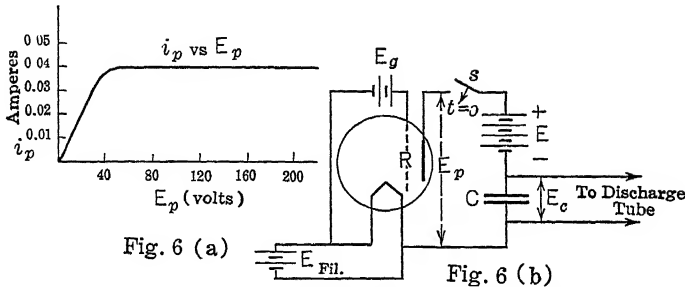 Amperes
i_p
0 05
0 04
0.03
0.02
0.01
i_p vs E_p
40
80
120
160
200
E_p (volts)
Fig. 6 (a)
E_g
R
E_p
s
t=0
+
E
−
C
E_c
To Discharge
Tube
E Fil.
Fig. 6 (b)